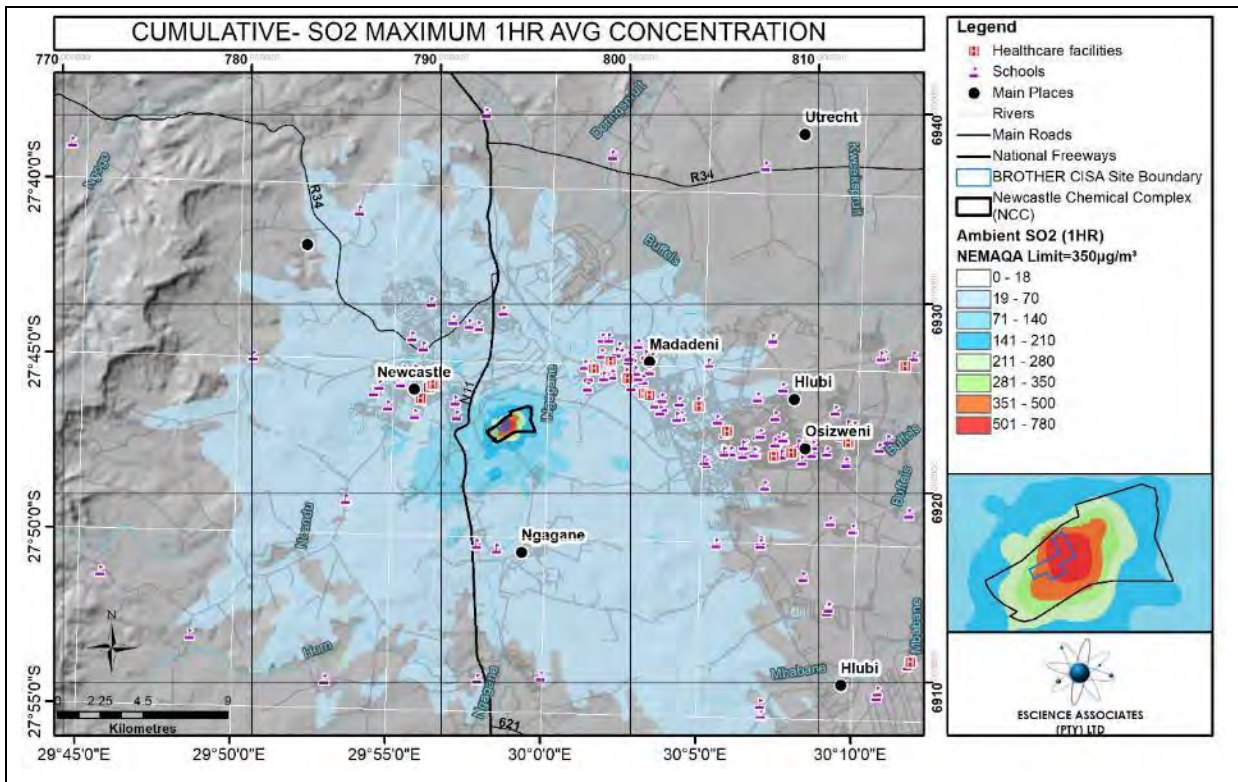 CUMULATIVE- SO2 MAXIMUM 1HR AVG CONCENTRATION
770
780
790
800
810
6940
6930
6920
6910
27°40'0"S
27°45'0"S
27°50'0"S
27°55'0"S
29°45'0"E
29°50'0"E
29°55'0"E
30°0'0"E
30°5'0"E
30°10'0"E
Utrecht
R34
R34
N11
Buffels
Ngagane
Madadeni
Newcastle
Hlubi
Osizweni
Buffels
Buffels
Ngagane
Horn
Ngagane
Mbabane
Mbabane
Hlubi
621
N
0 2.25 4.5 9
Kilometres
Legend
Healthcare facilities
Schools
Main Places
Rivers
Main Roads
National Freeways
BROTHER CISA Site Boundary
Newcastle Chemical Complex
(NCC)
Ambient SO2 (1HR)
NEMAQA Limit=350µg/m³
0 - 18
19 - 70
71 - 140
141 - 210
211 - 280
281 - 350
351 - 500
501 - 780
ESCIENCE ASSOCIATES
(PTY) LTD